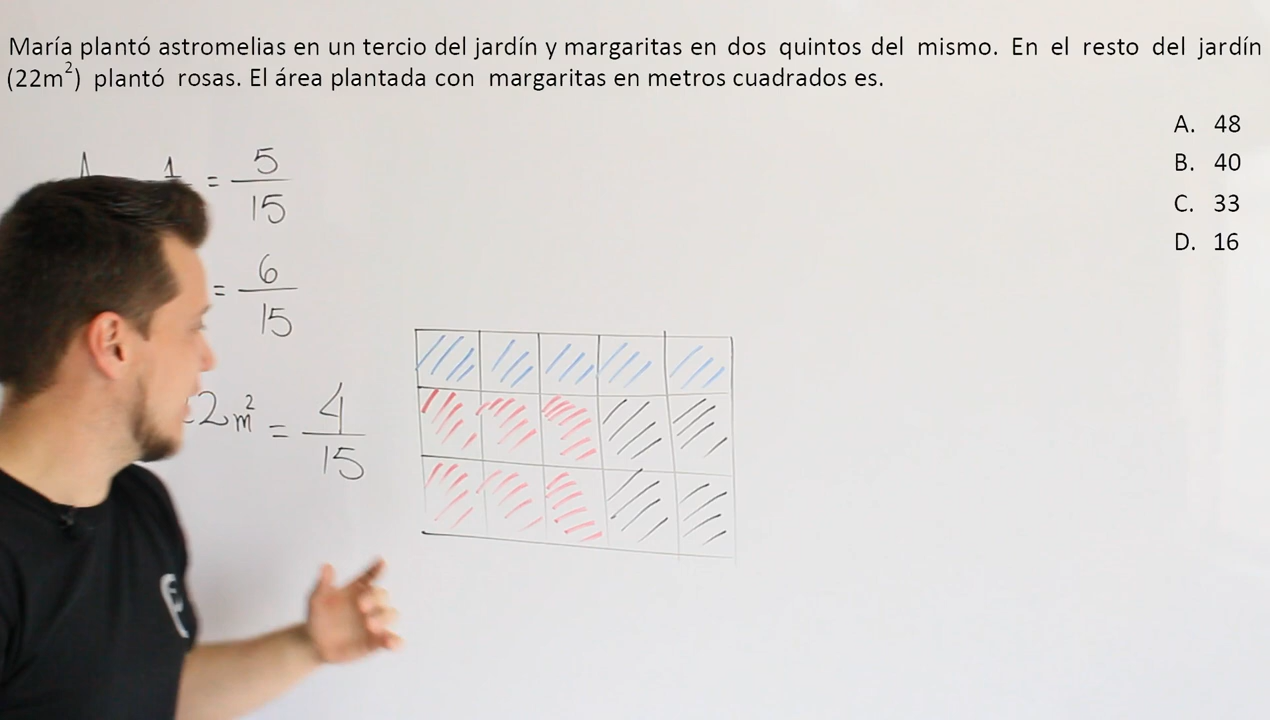 María plantó astromelias en un tercio del jardín y margaritas en dos quintos del mismo. En el resto del jardín
(22m²) plantó rosas. El área plantada con margaritas en metros cuadrados es.
A. 48
B. 40
C. 33
D. 16
1 = 5/15
= 6/15
2m² = 4/15